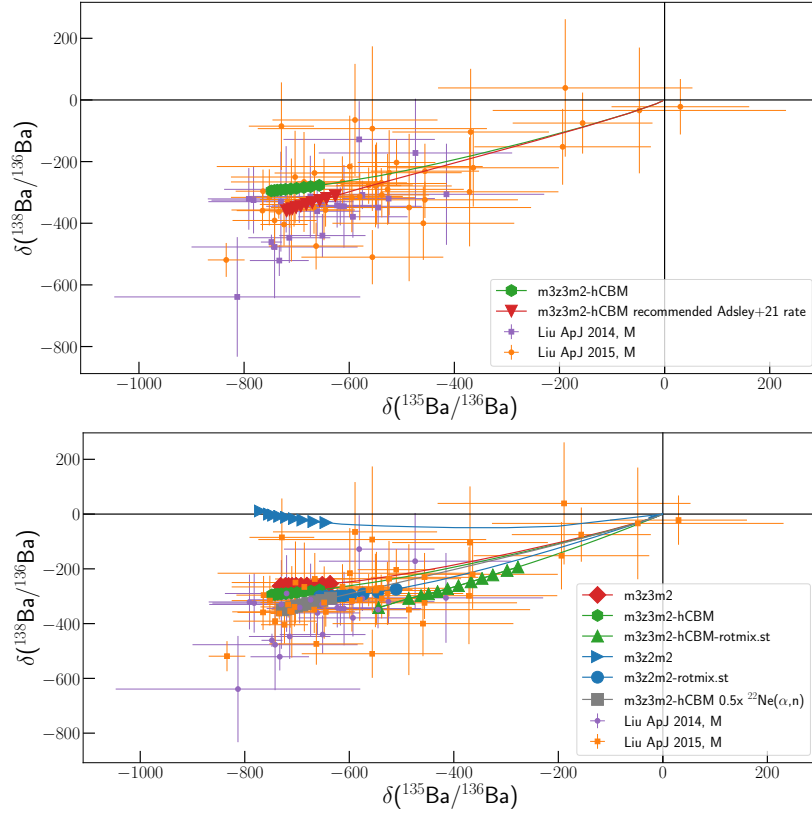 200
0
−200
−400
−600
−800
δ(¹³⁸Ba/¹³⁶Ba)
m3z3m2-hCBM
m3z3m2-hCBM recommended Adsley+21 rate
Liu ApJ 2014, M
Liu ApJ 2015, M
−1000 −800 −600 −400 −200 0 200
δ(¹³⁵Ba/¹³⁶Ba)
200
0
−200
−400
−600
−800
δ(¹³⁸Ba/¹³⁶Ba)
m3z3m2
m3z3m2-hCBM
m3z3m2-hCBM-rotmix.st
m3z2m2
m3z2m2-rotmix.st
m3z3m2-hCBM 0.5x ²²Ne(α,n)
Liu ApJ 2014, M
Liu ApJ 2015, M
−1000 −800 −600 −400 −200 0 200
δ(¹³⁵Ba/¹³⁶Ba)